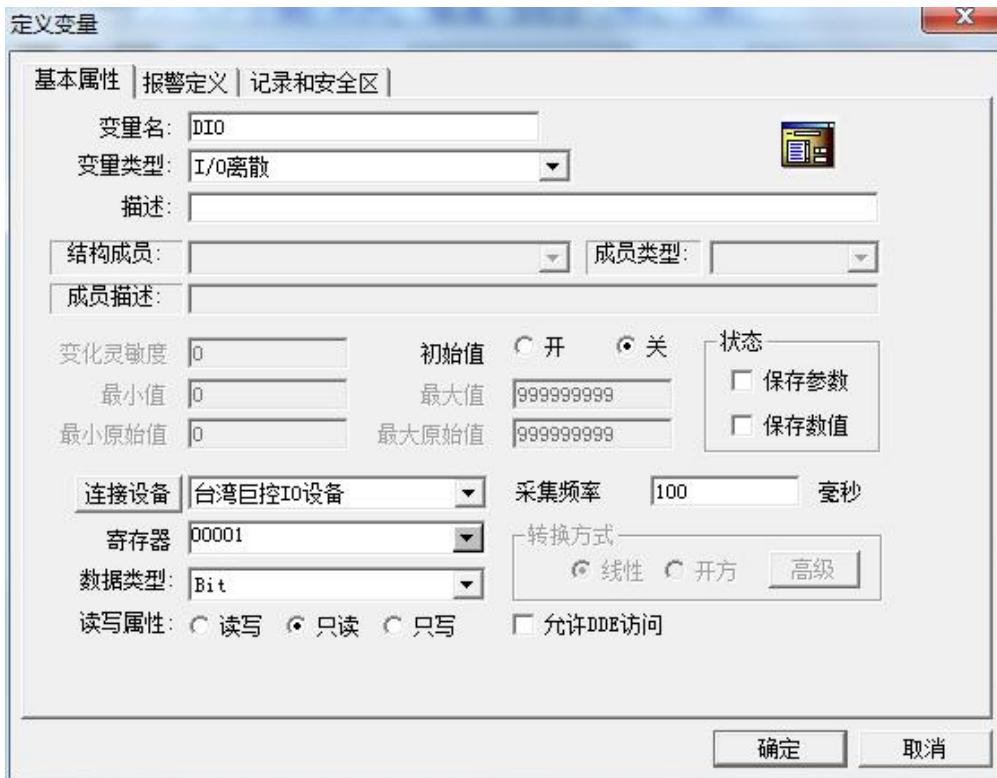 定义变量
基本属性 报警定义 记录和安全区
变量名: DIO
变量类型: I/O离散
描述:
结构成员: 成员类型:
成员描述:
变化灵敏度 0 初始值 开 关 状态
最小值 0 最大值 999999999 保存参数
最小原始值 0 最大原始值 999999999 保存数值
连接设备 台湾巨控IO设备 采集频率 100 毫秒
寄存器 00001 转换方式
线性 开方 高级
数据类型: Bit
读写属性: 读写 只读 只写 允许DDE访问
确定 取消